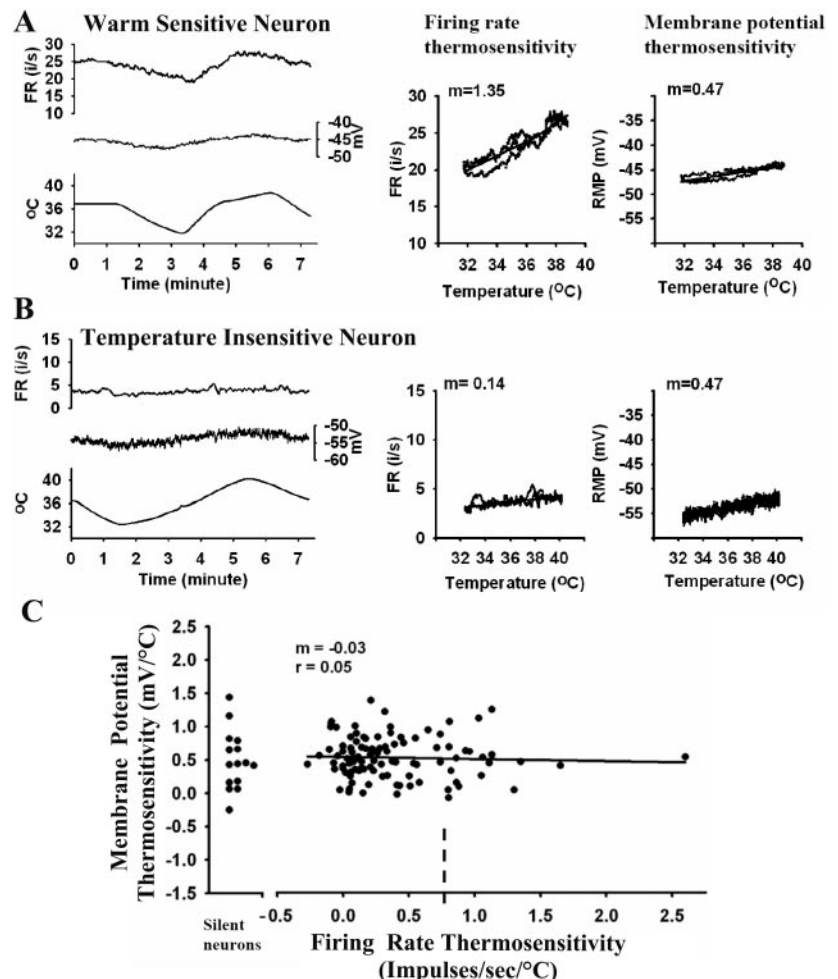 A
Warm Sensitive Neuron
Firing rate
thermosensitivity
Membrane potential
thermosensitivity
FR (i/s)
30
25
20
15
10
-40
-45
-50
mV
°C
40
36
32
0 1 2 3 4 5 6 7
Time (minute)
m=1.35
FR (i/s)
30
25
20
15
10
32 34 36 38 40
Temperature (°C)
m=0.47
RMP (mV)
-35
-40
-45
-50
-55
32 34 36 38 40
Temperature (°C)
B
Temperature Insensitive Neuron
FR (i/s)
15
10
5
0
-50
-55
-60
mV
°C
40
36
32
0 1 2 3 4 5 6 7
Time (minute)
m= 0.14
FR (i/s)
15
10
5
0
32 34 36 38 40
Temperature (°C)
m=0.47
RMP (mV)
-35
-40
-45
-50
-55
32 34 36 38 40
Temperature (°C)
C
Membrane Potential
Thermosensitivity (mV/°C)
2.5
2.0
1.5
1.0
0.5
0.0
-0.5
-1.0
-1.5
m = -0.03
r = 0.05
Silent
neurons
-0.5 0.0 0.5 1.0 1.5 2.0 2.5
Firing Rate Thermosensitivity
(Impulses/sec/°C)